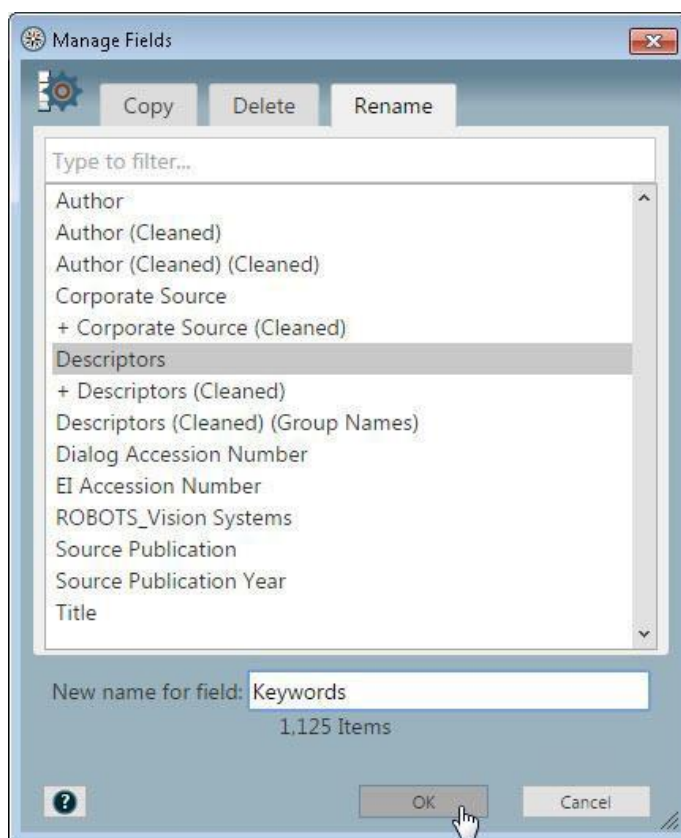 Manage Fields
Copy Delete Rename
Type to filter...
Author
Author (Cleaned)
Author (Cleaned) (Cleaned)
Corporate Source
+ Corporate Source (Cleaned)
Descriptors
+ Descriptors (Cleaned)
Descriptors (Cleaned) (Group Names)
Dialog Accession Number
EI Accession Number
ROBOTS_Vision Systems
Source Publication
Source Publication Year
Title
New name for field: Keywords
1,125 Items
? OK Cancel